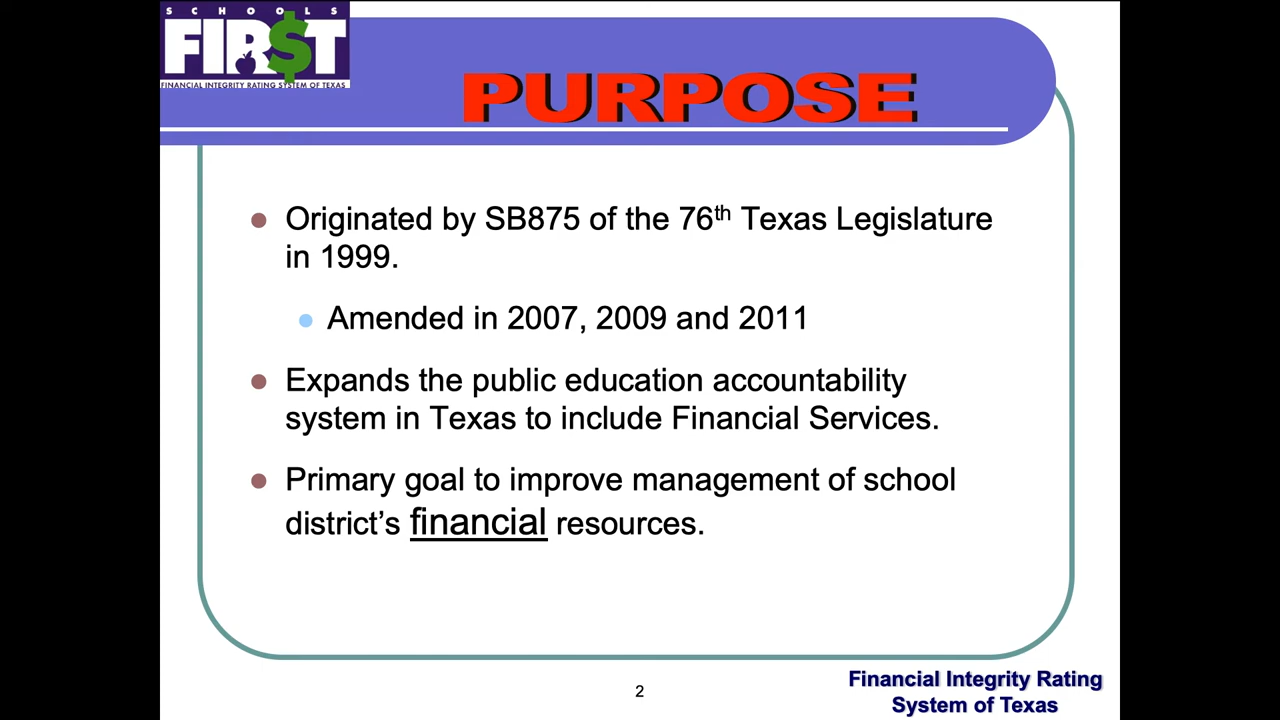 SCHOOLS
FIR$T
FINANCIAL INTEGRITY RATING SYSTEM OF TEXAS
PURPOSE
Originated by SB875 of the 76th Texas Legislature
in 1999.
Amended in 2007, 2009 and 2011
Expands the public education accountability
system in Texas to include Financial Services.
Primary goal to improve management of school
district’s financial resources.
2
Financial Integrity Rating
System of Texas